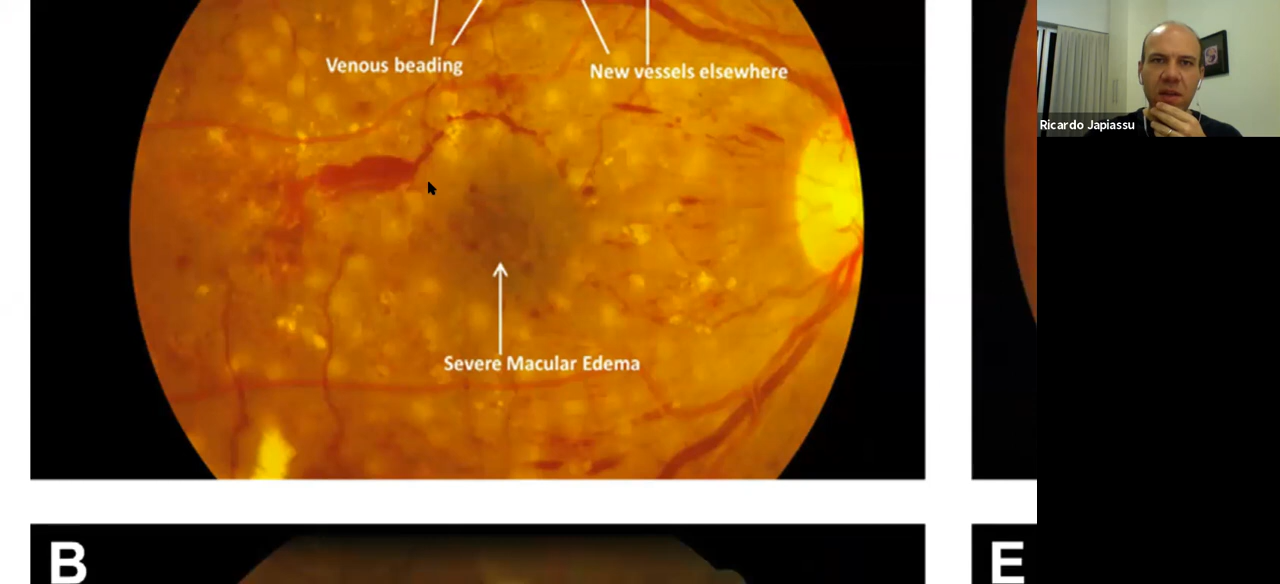 Venous beading
New vessels elsewhere
Ricardo Japiassu
Severe Macular Edema
B
E